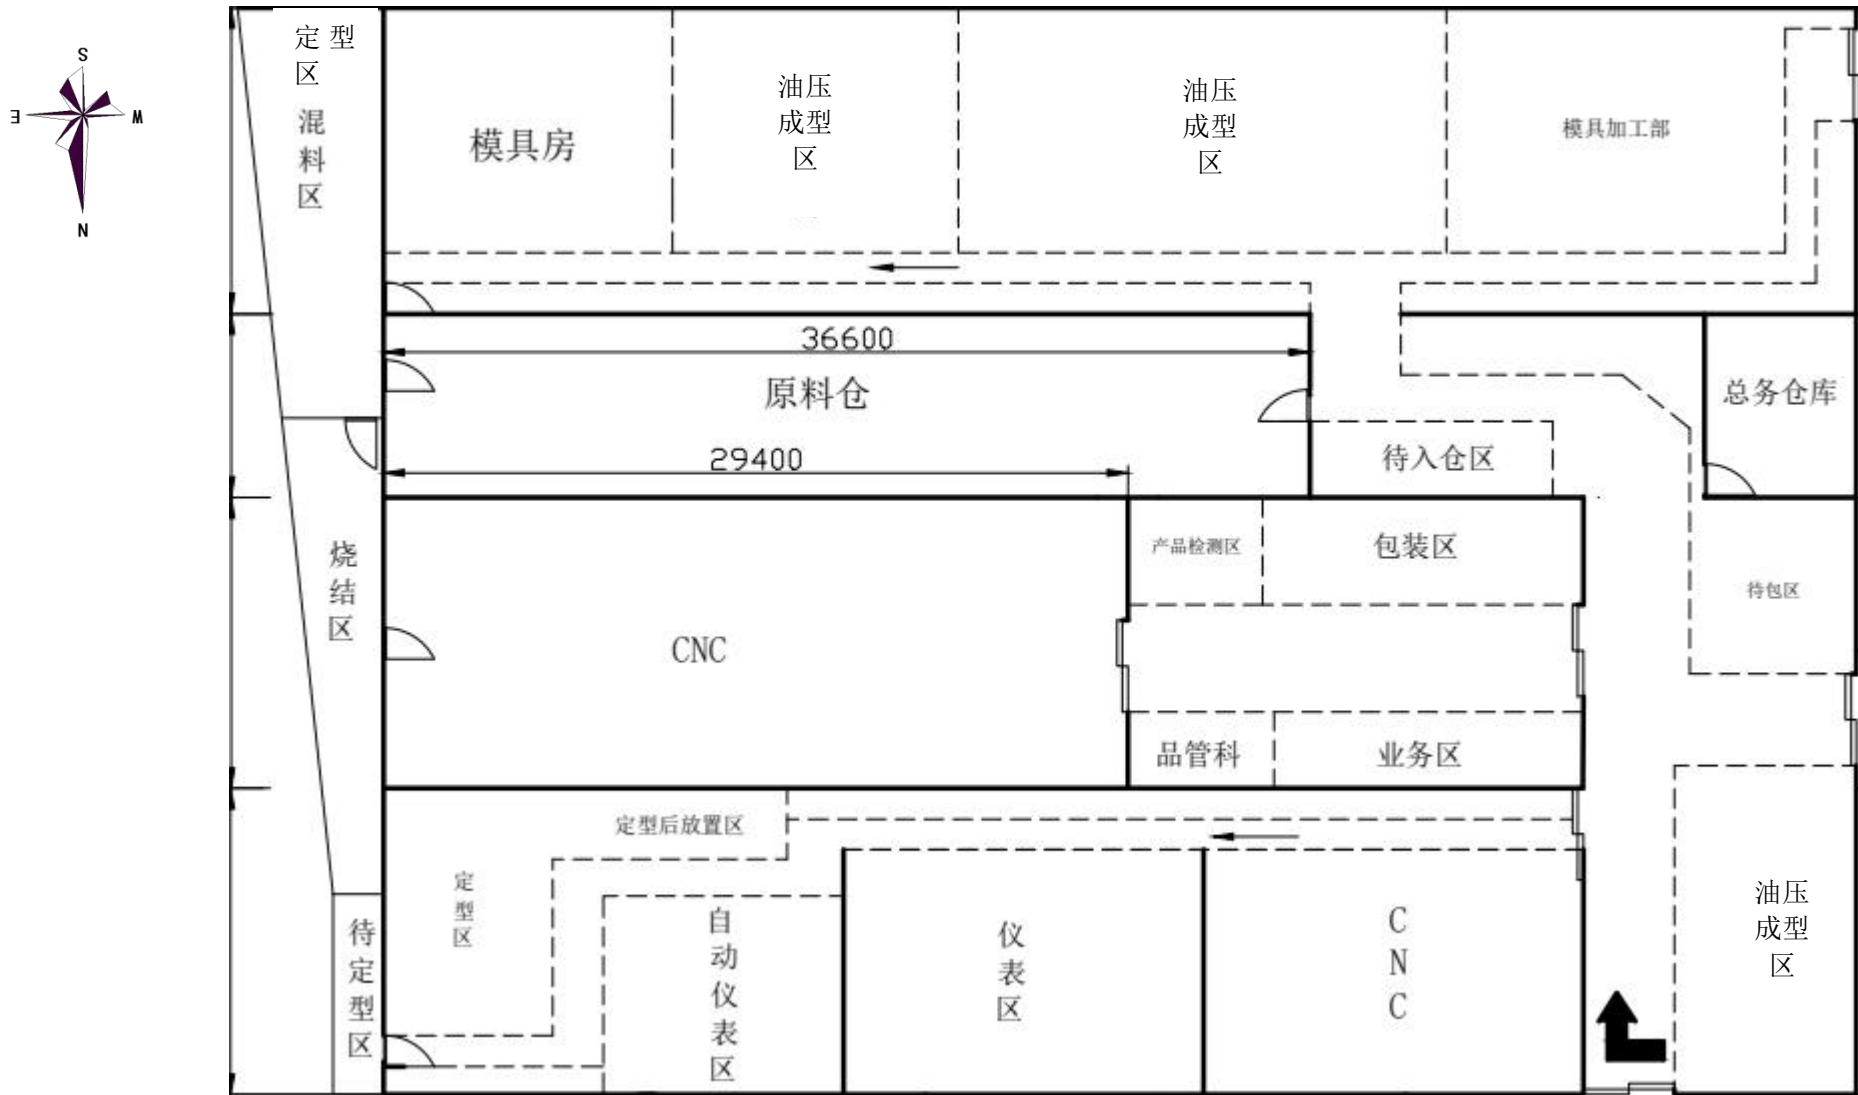 定型
区
混
料
区
S
E
W
N
模具房
油压
成型
区
油压
成型
区
模具加工部
36600
原料仓
29400
待入仓区
总务仓库
烧
结
区
CNC
产品检测区
包装区
待包区
品管科
业务区
定型后放置区
定
型
区
待
定
型
区
自
动
仪
表
区
仪
表
区
C
N
C
油压
成型
区